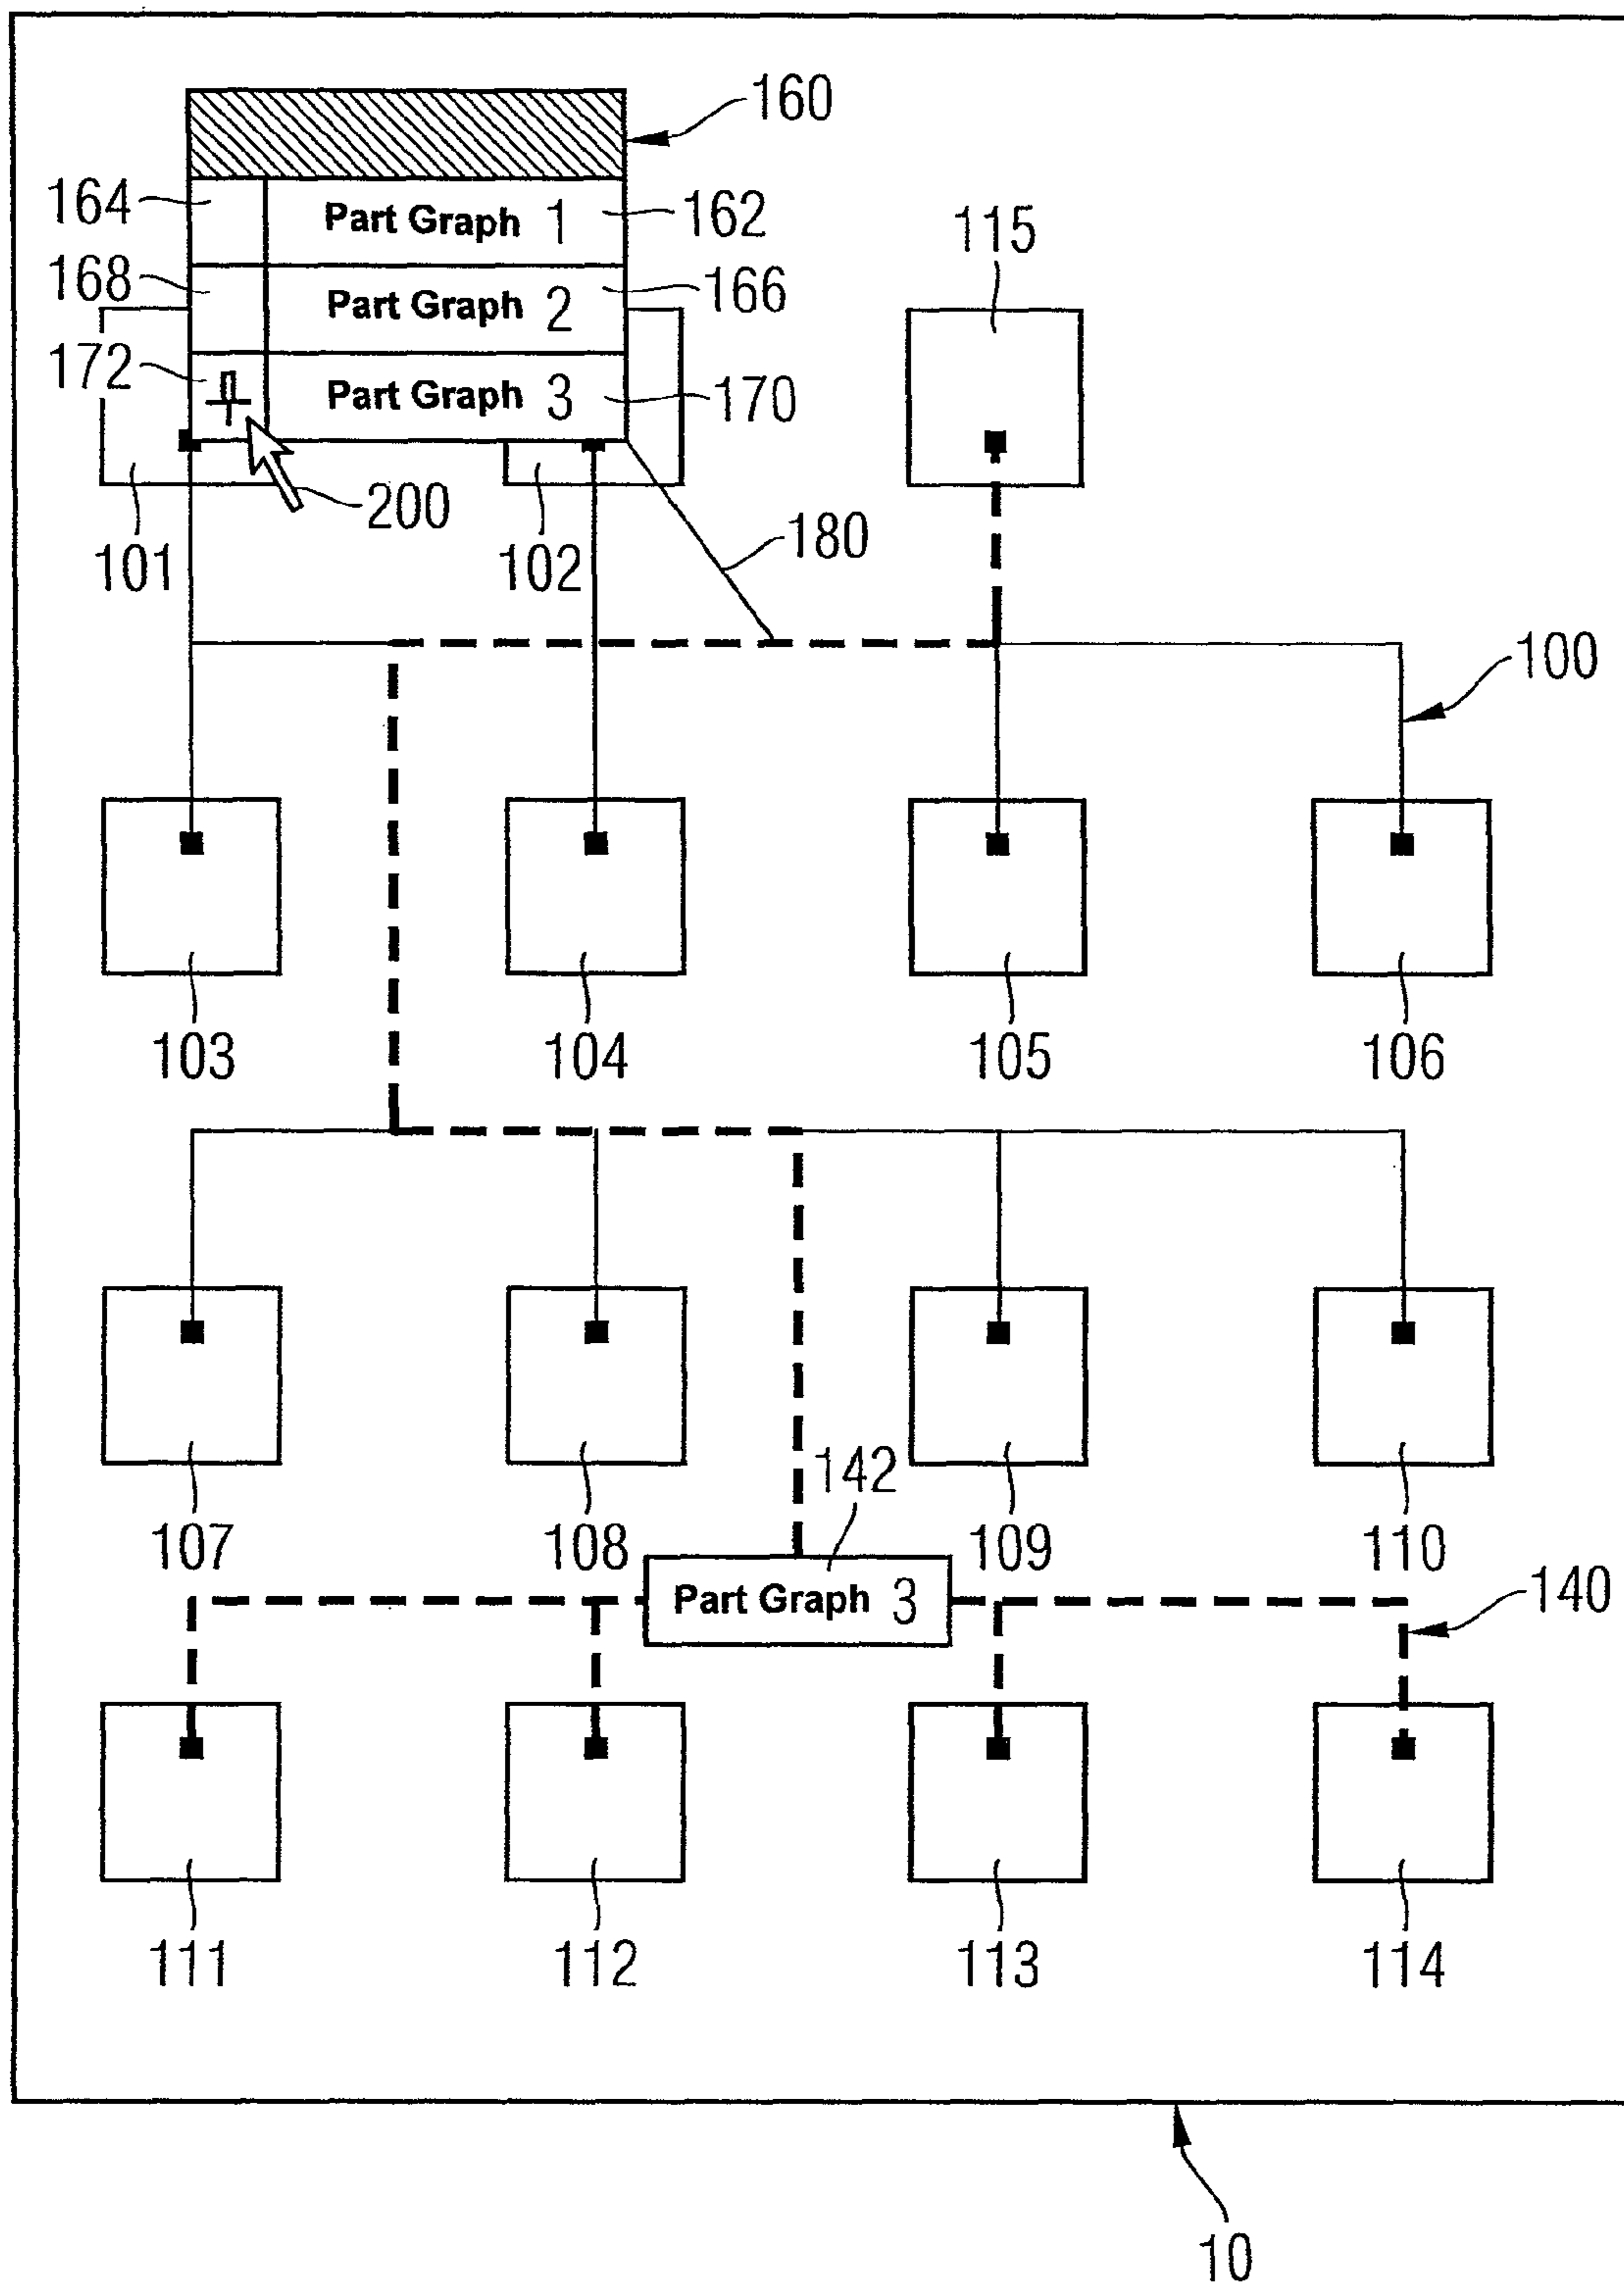 160
164 Part Graph 1 162
115
168 Part Graph 2 166
172 Part Graph 3 170
200
101 102 180
100
103 104 105 106
142
107 108 109 110
Part Graph 3 140
111 112 113 114
10